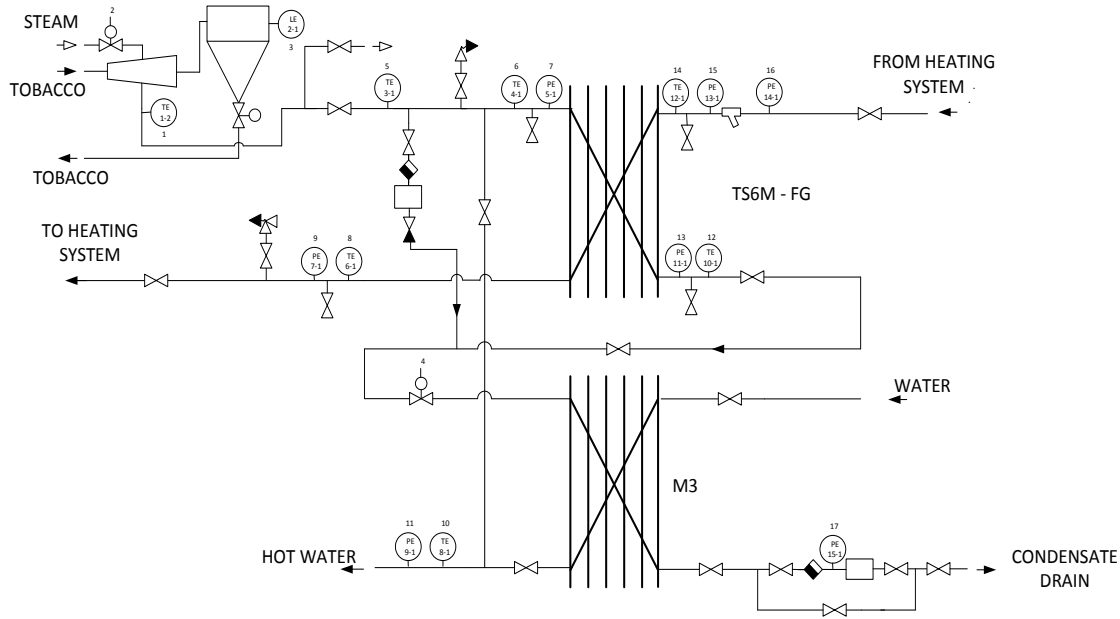 STEAM
2
LE
2-1
3
TOBACCO
TE
1-2
1
TOBACCO
5
TE
3-1
6
TE
4-1
7
PE
5-1
14
TE
12-1
15
PE
13-1
16
PE
14-1
FROM HEATING
SYSTEM
TS6M - FG
TO HEATING
SYSTEM
9
PE
7-1
8
TE
6-1
13
PE
11-1
12
TE
10-1
4
WATER
M3
11
PE
9-1
10
TE
8-1
HOT WATER
17
PE
15-1
CONDENSATE
DRAIN